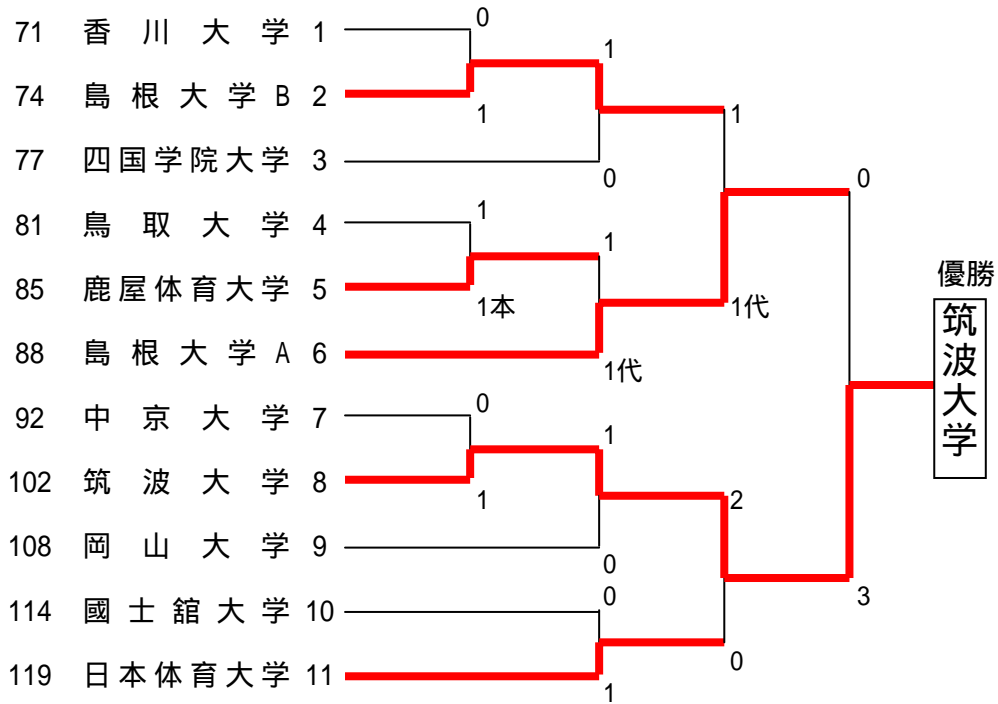 71 香川大学 1
0
1
74 島根大学B 2
1
1
77 四国学院大学 3
0
0
81 鳥取大学 4
1
1
85 鹿屋体育大学 5
1本
1代
優勝
筑波大学
88 島根大学A 6
1代
92 中京大学 7
0
1
102 筑波大学 8
1
2
108 岡山大学 9
0
114 國士舘大学 10
0
3
119 日本体育大学 11
1
0